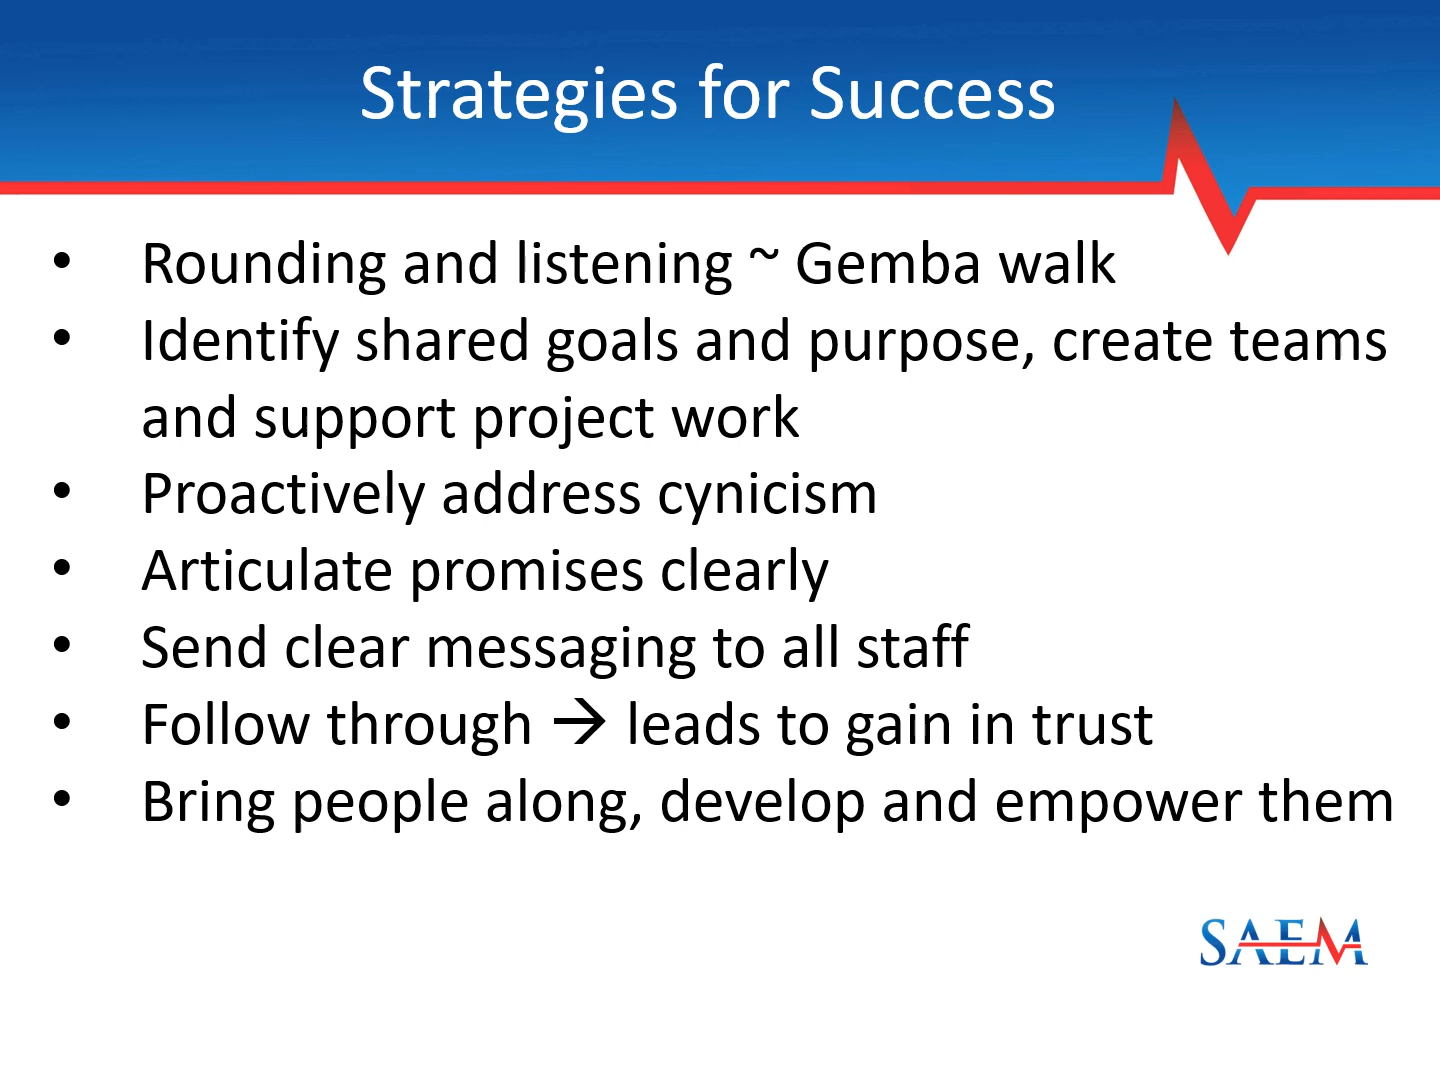 Strategies for Success
• Rounding and listening ~ Gemba walk
• Identify shared goals and purpose, create teams
and support project work
• Proactively address cynicism
• Articulate promises clearly
• Send clear messaging to all staff
• Follow through → leads to gain in trust
• Bring people along, develop and empower them
SAEM